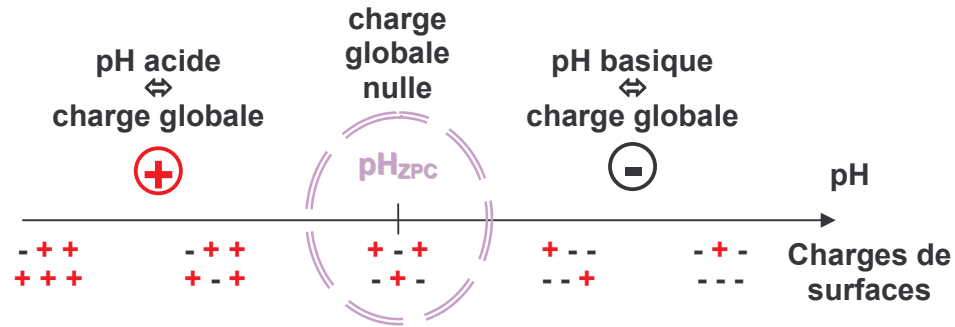 charge
globale
nulle
pH acide
⇔
charge globale
+
pH basique
⇔
charge globale
-
pHZPC
pH
- + +
+ + +
- + +
+ - +
+ - +
- + -
+ - -
- - +
- + -
- - -
Charges de
surfaces